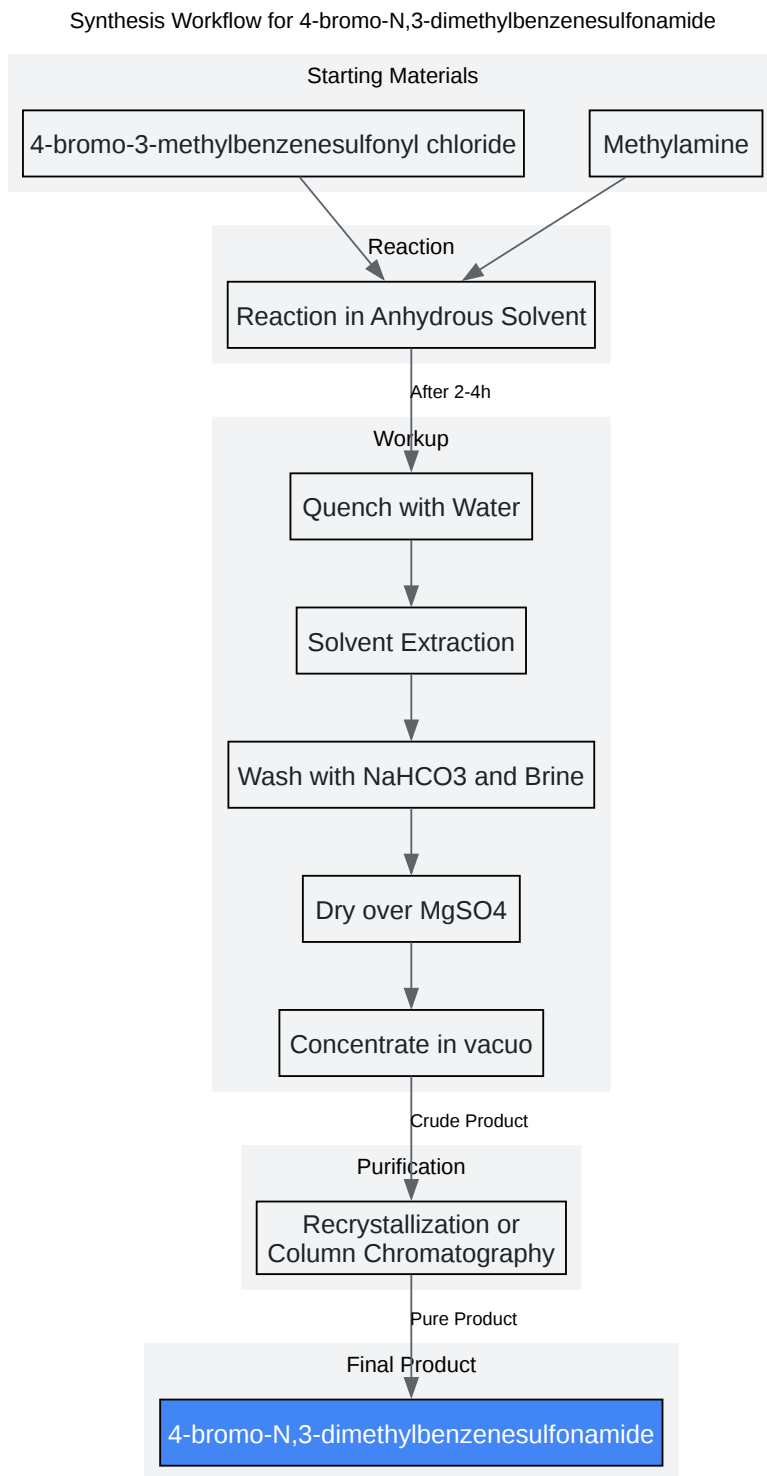 Synthesis Workflow for 4-bromo-N,3-dimethylbenzenesulfonamide
Starting Materials
4-bromo-3-methylbenzenesulfonyl chloride
Methylamine
Reaction
Reaction in Anhydrous Solvent
After 2-4h
Workup
Quench with Water
Solvent Extraction
Wash with NaHCO3 and Brine
Dry over MgSO4
Concentrate in vacuo
Crude Product
Purification
Recrystallization or
Column Chromatography
Pure Product
Final Product
4-bromo-N,3-dimethylbenzenesulfonamide